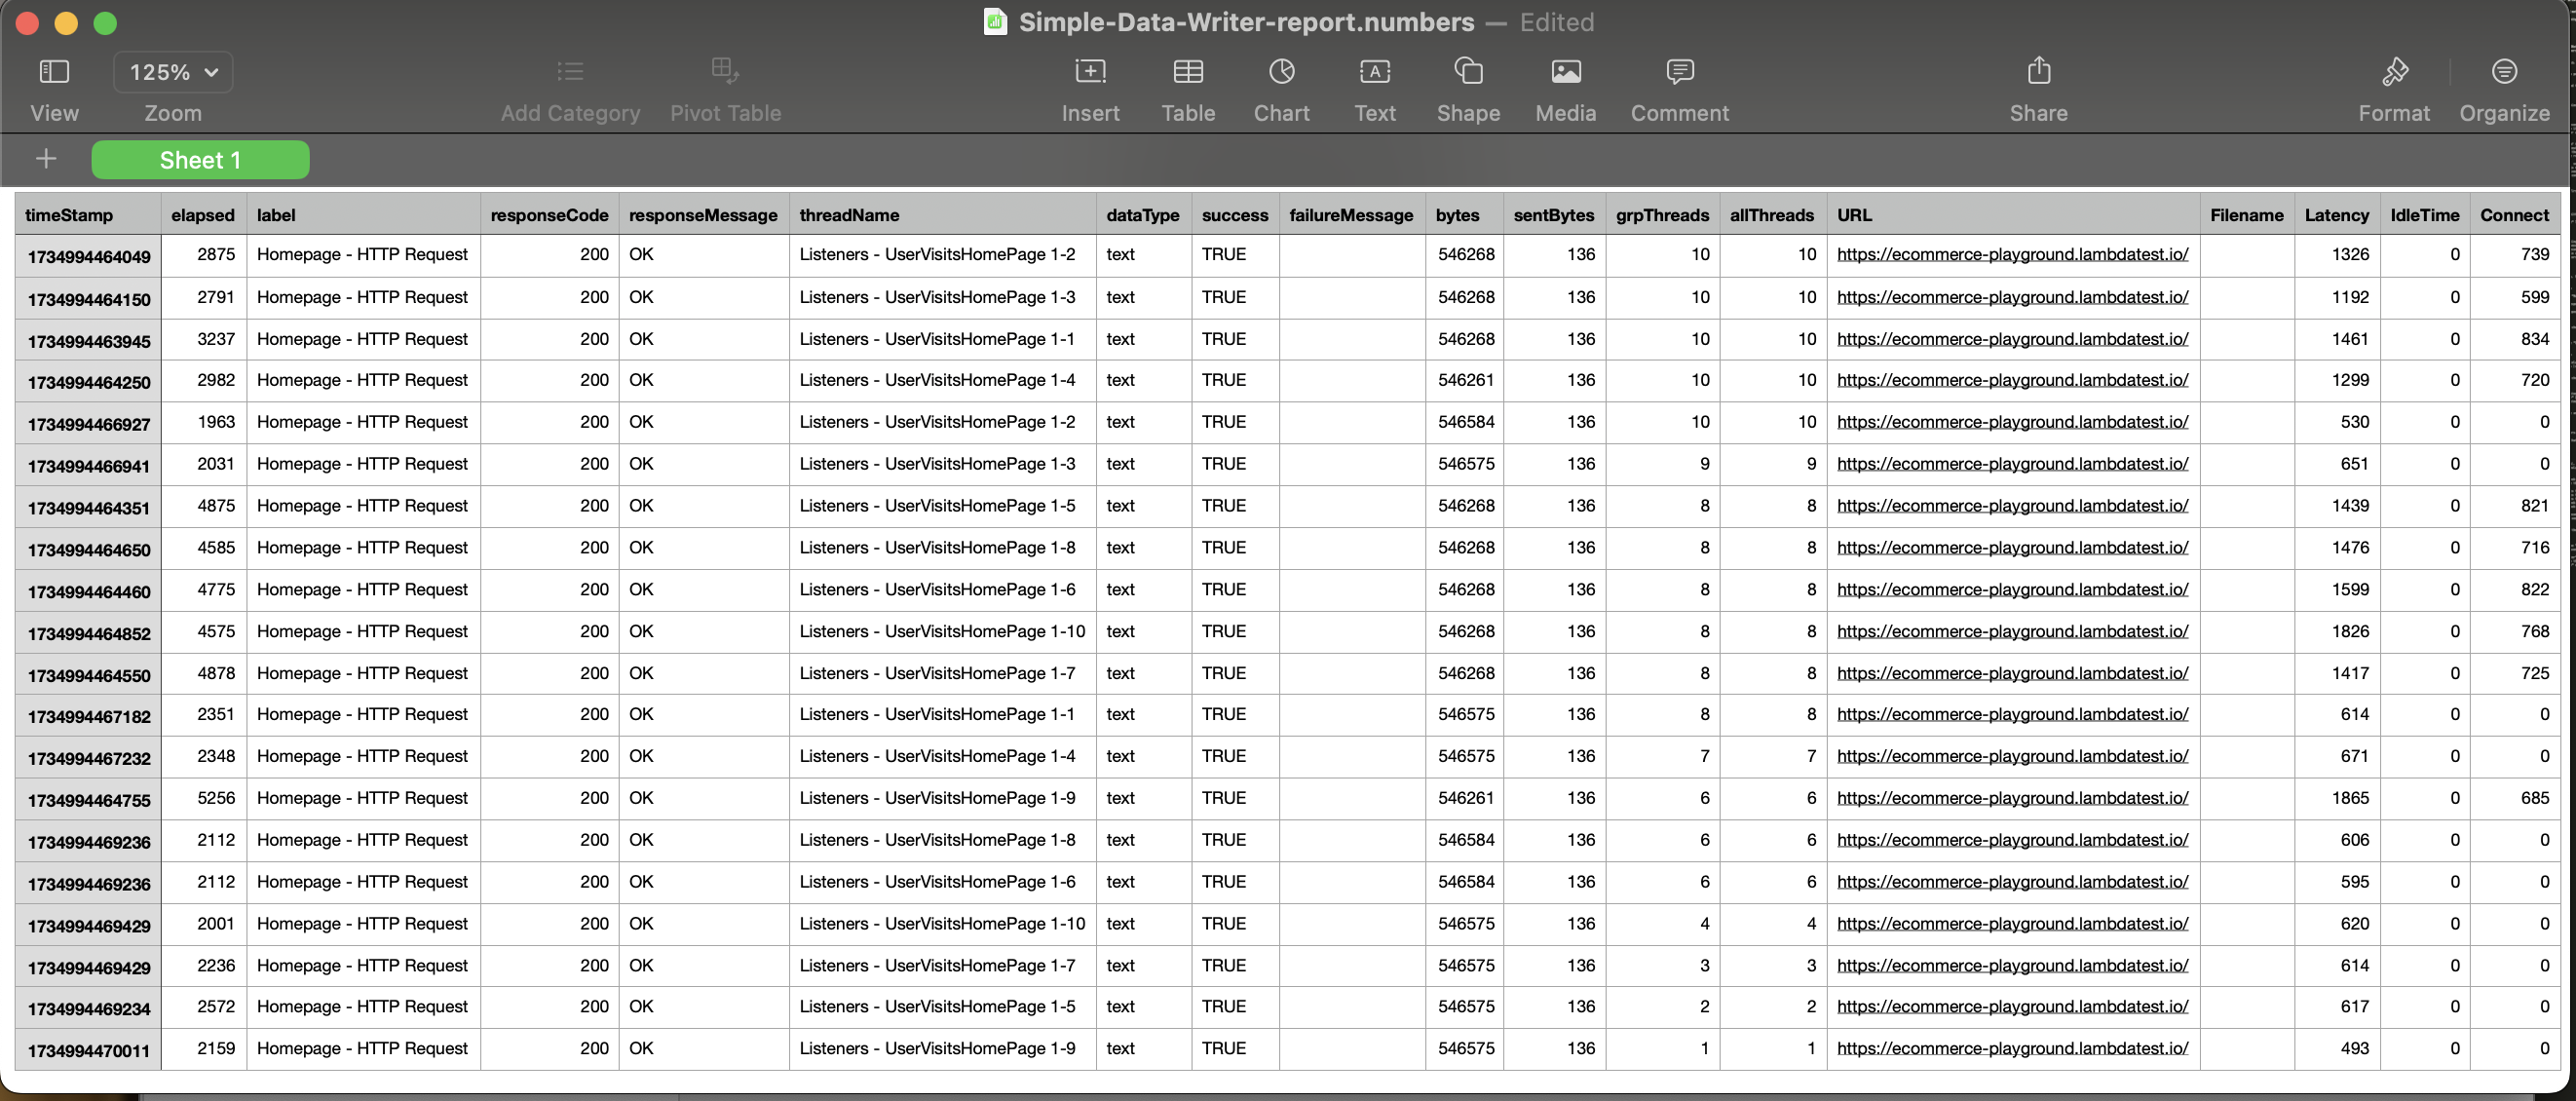 Simple-Data-Writer-report.numbers — Edited
125%
View Zoom Add Category Pivot Table Insert Table Chart Text Shape Media Comment Share Format Organize
Sheet 1
timeStamp elapsed label responseCode responseMessage threadName dataType success failureMessage bytes sentBytes grpThreads allThreads URL Filename Latency IdleTime Connect
1734994464049 2875 Homepage - HTTP Request 200 OK Listeners - UserVisitsHomePage 1-2 text TRUE 546268 136 10 10 https://ecommerce-playground.lambdatest.io/ 1326 0 739
1734994464150 2791 Homepage - HTTP Request 200 OK Listeners - UserVisitsHomePage 1-3 text TRUE 546268 136 10 10 https://ecommerce-playground.lambdatest.io/ 1192 0 599
1734994463945 3237 Homepage - HTTP Request 200 OK Listeners - UserVisitsHomePage 1-1 text TRUE 546268 136 10 10 https://ecommerce-playground.lambdatest.io/ 1461 0 834
1734994464250 2982 Homepage - HTTP Request 200 OK Listeners - UserVisitsHomePage 1-4 text TRUE 546261 136 10 10 https://ecommerce-playground.lambdatest.io/ 1299 0 720
1734994466927 1963 Homepage - HTTP Request 200 OK Listeners - UserVisitsHomePage 1-2 text TRUE 546584 136 10 10 https://ecommerce-playground.lambdatest.io/ 530 0 0
1734994466941 2031 Homepage - HTTP Request 200 OK Listeners - UserVisitsHomePage 1-3 text TRUE 546575 136 9 9 https://ecommerce-playground.lambdatest.io/ 651 0 0
1734994464351 4875 Homepage - HTTP Request 200 OK Listeners - UserVisitsHomePage 1-5 text TRUE 546268 136 8 8 https://ecommerce-playground.lambdatest.io/ 1439 0 821
1734994464650 4585 Homepage - HTTP Request 200 OK Listeners - UserVisitsHomePage 1-8 text TRUE 546268 136 8 8 https://ecommerce-playground.lambdatest.io/ 1476 0 716
1734994464460 4775 Homepage - HTTP Request 200 OK Listeners - UserVisitsHomePage 1-6 text TRUE 546268 136 8 8 https://ecommerce-playground.lambdatest.io/ 1599 0 822
1734994464852 4575 Homepage - HTTP Request 200 OK Listeners - UserVisitsHomePage 1-10 text TRUE 546268 136 8 8 https://ecommerce-playground.lambdatest.io/ 1826 0 768
1734994464550 4878 Homepage - HTTP Request 200 OK Listeners - UserVisitsHomePage 1-7 text TRUE 546268 136 8 8 https://ecommerce-playground.lambdatest.io/ 1417 0 725
1734994467182 2351 Homepage - HTTP Request 200 OK Listeners - UserVisitsHomePage 1-1 text TRUE 546575 136 8 8 https://ecommerce-playground.lambdatest.io/ 614 0 0
1734994467232 2348 Homepage - HTTP Request 200 OK Listeners - UserVisitsHomePage 1-4 text TRUE 546575 136 7 7 https://ecommerce-playground.lambdatest.io/ 671 0 0
1734994464755 5256 Homepage - HTTP Request 200 OK Listeners - UserVisitsHomePage 1-9 text TRUE 546261 136 6 6 https://ecommerce-playground.lambdatest.io/ 1865 0 685
1734994469236 2112 Homepage - HTTP Request 200 OK Listeners - UserVisitsHomePage 1-8 text TRUE 546584 136 6 6 https://ecommerce-playground.lambdatest.io/ 606 0 0
1734994469236 2112 Homepage - HTTP Request 200 OK Listeners - UserVisitsHomePage 1-6 text TRUE 546584 136 6 6 https://ecommerce-playground.lambdatest.io/ 595 0 0
1734994469429 2001 Homepage - HTTP Request 200 OK Listeners - UserVisitsHomePage 1-10 text TRUE 546575 136 4 4 https://ecommerce-playground.lambdatest.io/ 620 0 0
1734994469429 2236 Homepage - HTTP Request 200 OK Listeners - UserVisitsHomePage 1-7 text TRUE 546575 136 3 3 https://ecommerce-playground.lambdatest.io/ 614 0 0
1734994469234 2572 Homepage - HTTP Request 200 OK Listeners - UserVisitsHomePage 1-5 text TRUE 546575 136 2 2 https://ecommerce-playground.lambdatest.io/ 617 0 0
1734994470011 2159 Homepage - HTTP Request 200 OK Listeners - UserVisitsHomePage 1-9 text TRUE 546575 136 1 1 https://ecommerce-playground.lambdatest.io/ 493 0 0